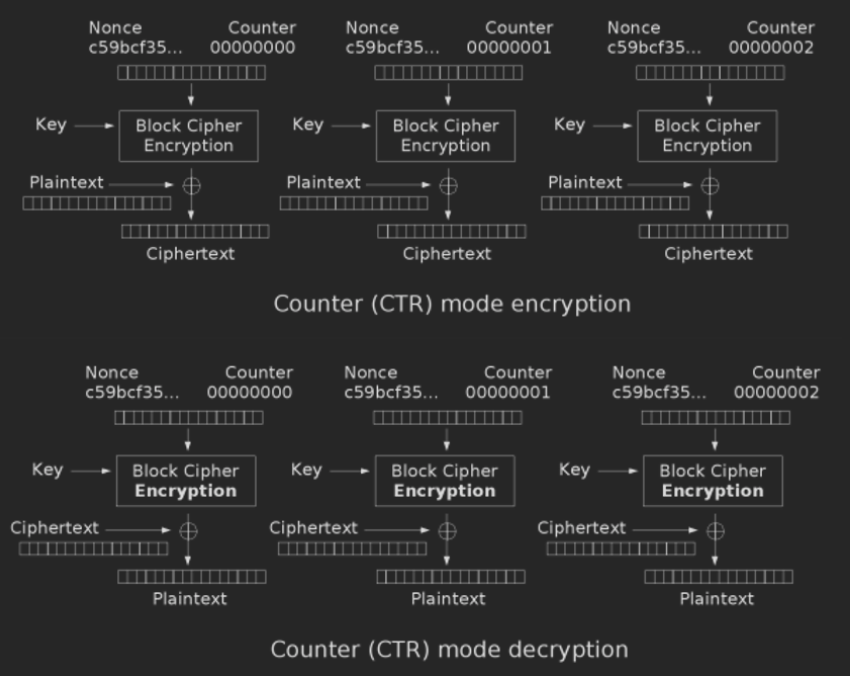 Nonce Counter Nonce Counter Nonce Counter
c59bcf35... 00000000 c59bcf35... 00000001 c59bcf35... 00000002
Key Block Cipher Key Block Cipher Key Block Cipher
Encryption Encryption Encryption
Plaintext Plaintext Plaintext
Ciphertext Ciphertext Ciphertext
Counter (CTR) mode encryption
Nonce Counter Nonce Counter Nonce Counter
c59bcf35... 00000000 c59bcf35... 00000001 c59bcf35... 00000002
Key Block Cipher Key Block Cipher Key Block Cipher
Encryption Encryption Encryption
Ciphertext Ciphertext Ciphertext
Plaintext Plaintext Plaintext
Counter (CTR) mode decryption